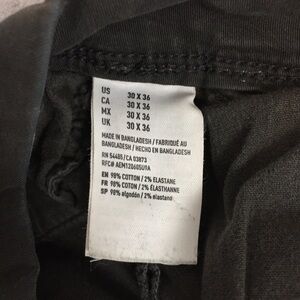 US 30 X 36
CA 30 X 36
MX 30 X 36
UK 30 X 36
MADE IN BANGLADESH / FABRIQUÉ AU
BANGLADESH / HECHO EN BANGLADESH
RN 54485/CA 03873
RFC# AEM120605U9A
EN 98% COTTON / 2% ELASTANE
FR 98% COTON / 2% ÉLASTHANNE
SP 98% algodón / 2% elastano